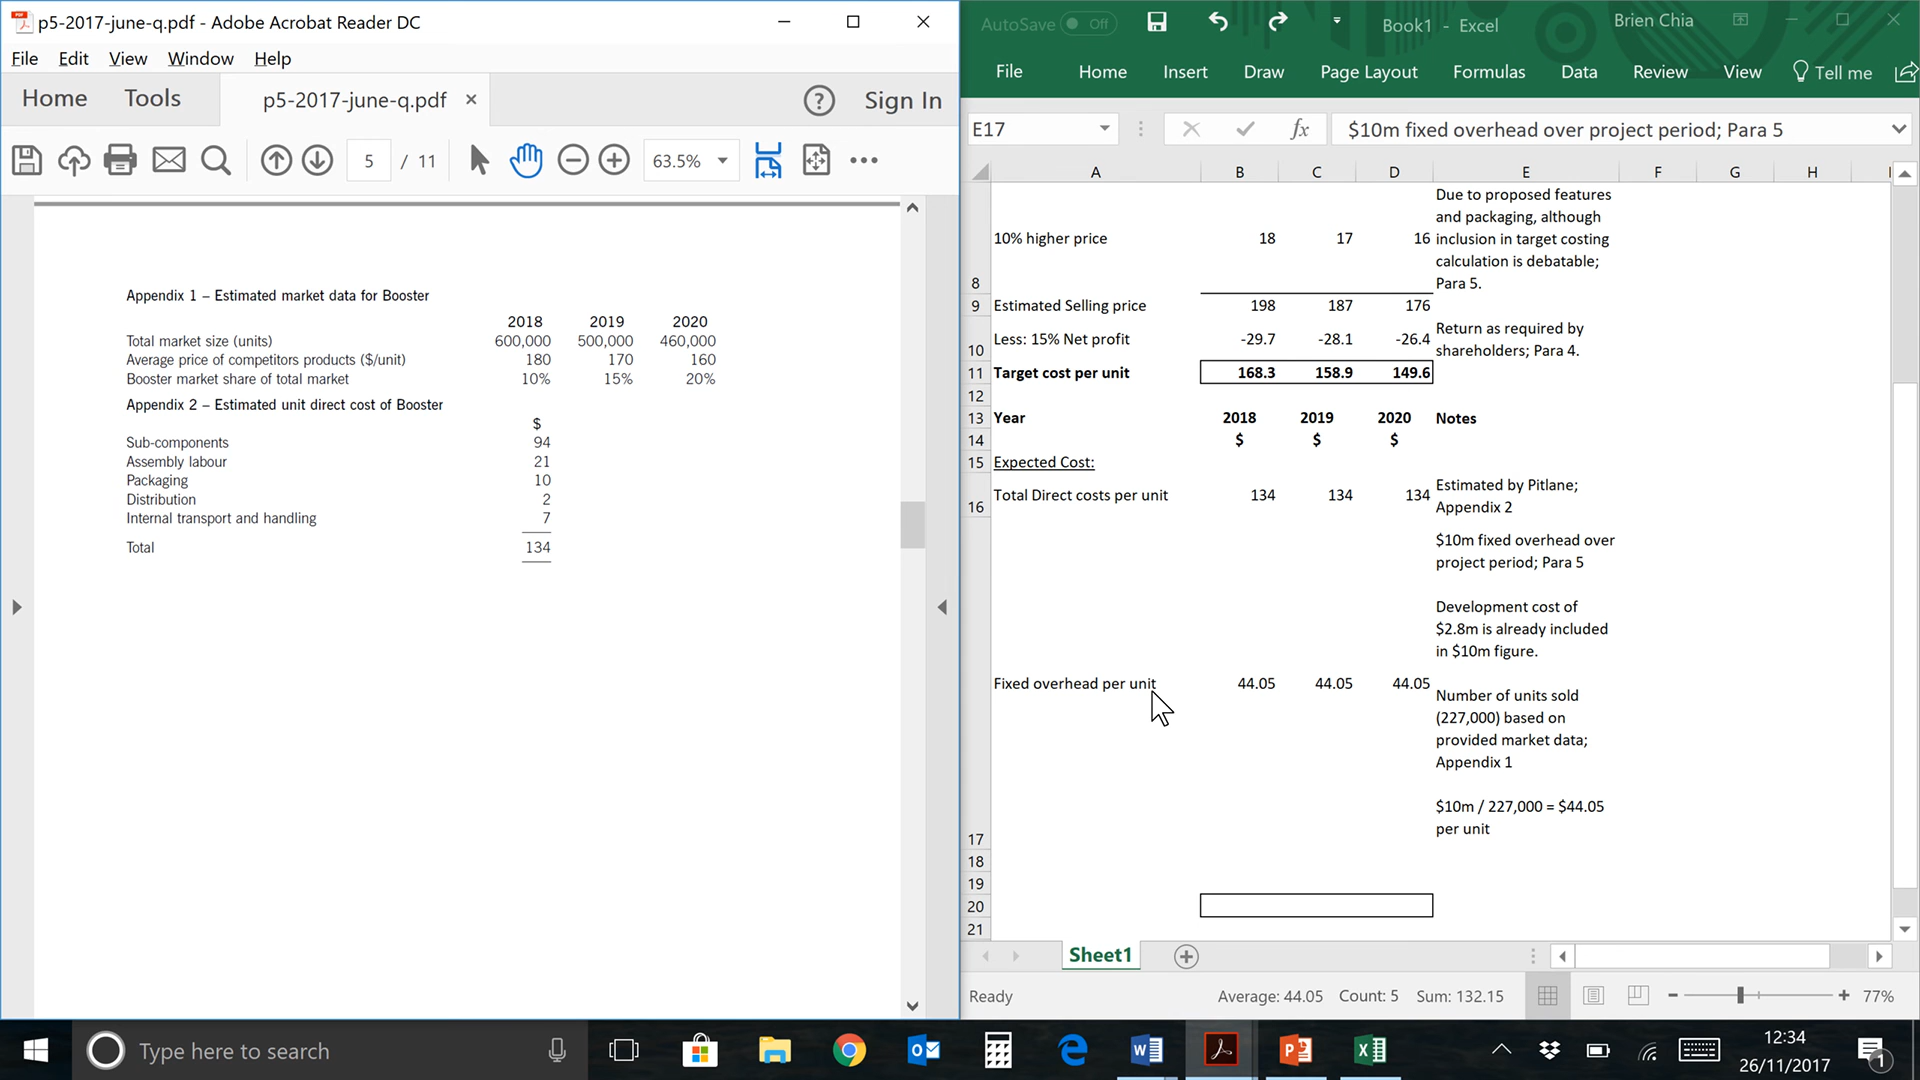 p5-2017-june-q.pdf - Adobe Acrobat Reader DC
File Edit View Window Help
Home Tools p5-2017-june-q.pdf × ? Sign In
5 / 11 63.5%
Appendix 1 – Estimated market data for Booster
2018 2019 2020
Total market size (units) 600,000 500,000 460,000
Average price of competitors products ($/unit) 180 170 160
Booster market share of total market 10% 15% 20%
Appendix 2 – Estimated unit direct cost of Booster
$
Sub-components 94
Assembly labour 21
Packaging 10
Distribution 2
Internal transport and handling 7
Total 134
AutoSave Off Book1 - Excel Brien Chia
File Home Insert Draw Page Layout Formulas Data Review View Tell me
E17 fx $10m fixed overhead over project period; Para 5
A B C D E F G H I
Due to proposed features
and packaging, although
10% higher price 18 17 16 inclusion in target costing
calculation is debatable;
8 Para 5.
9 Estimated Selling price 198 187 176
Return as required by
10 Less: 15% Net profit -29.7 -28.1 -26.4
shareholders; Para 4.
11 Target cost per unit 168.3 158.9 149.6
12
13 Year 2018 2019 2020 Notes
14 $ $ $
15 Expected Cost:
Estimated by Pitlane;
16 Total Direct costs per unit 134 134 134
Appendix 2
$10m fixed overhead over
project period; Para 5
Development cost of
$2.8m is already included
in $10m figure.
Fixed overhead per unit 44.05 44.05 44.05
Number of units sold
(227,000) based on
provided market data;
Appendix 1
$10m / 227,000 = $44.05
per unit
17
18
19
20
21
Sheet1
Ready Average: 44.05 Count: 5 Sum: 132.15 77%
Type here to search
12:34
26/11/2017
1